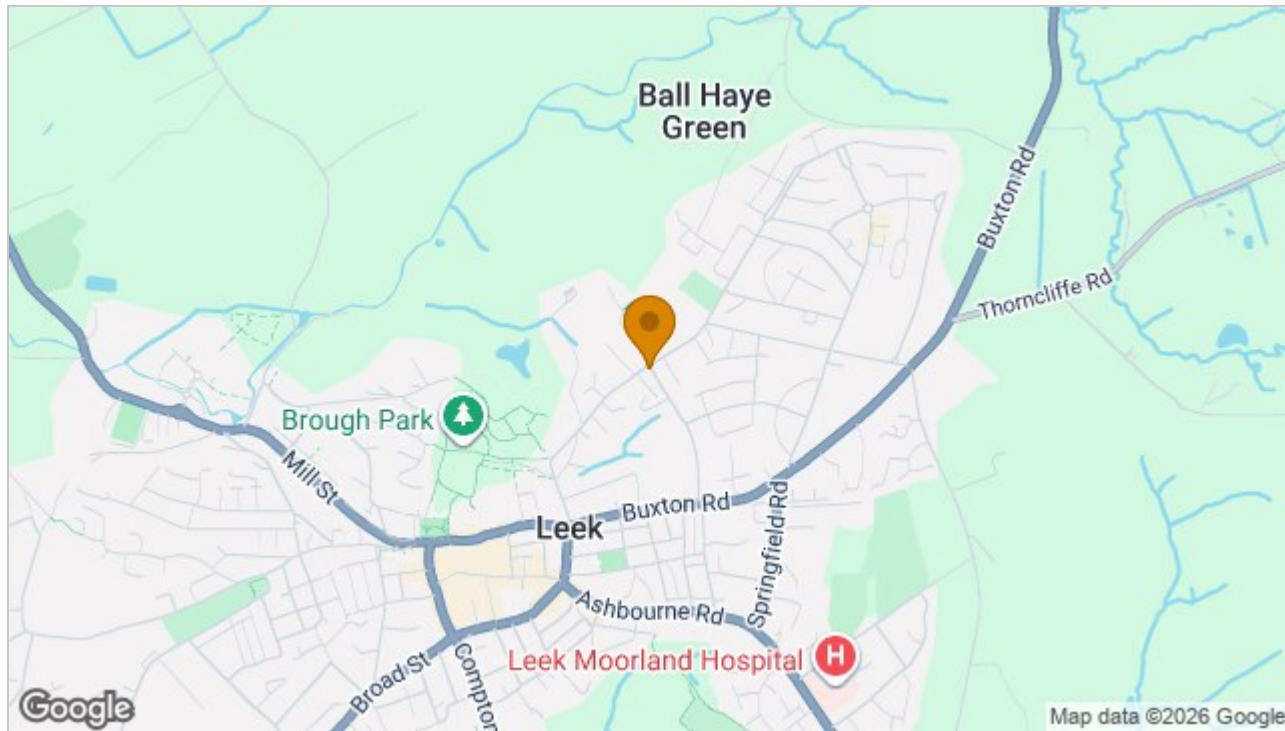 Ball Haye
Green
Buxton Rd
Thorncliffe Rd
Brough Park
Mill St
Leek
Buxton Rd
Springfield Rd
Ashbourne Rd
Leek Moorland Hospital
H
Broad St
Compton
Google
Map data ©2026 Google